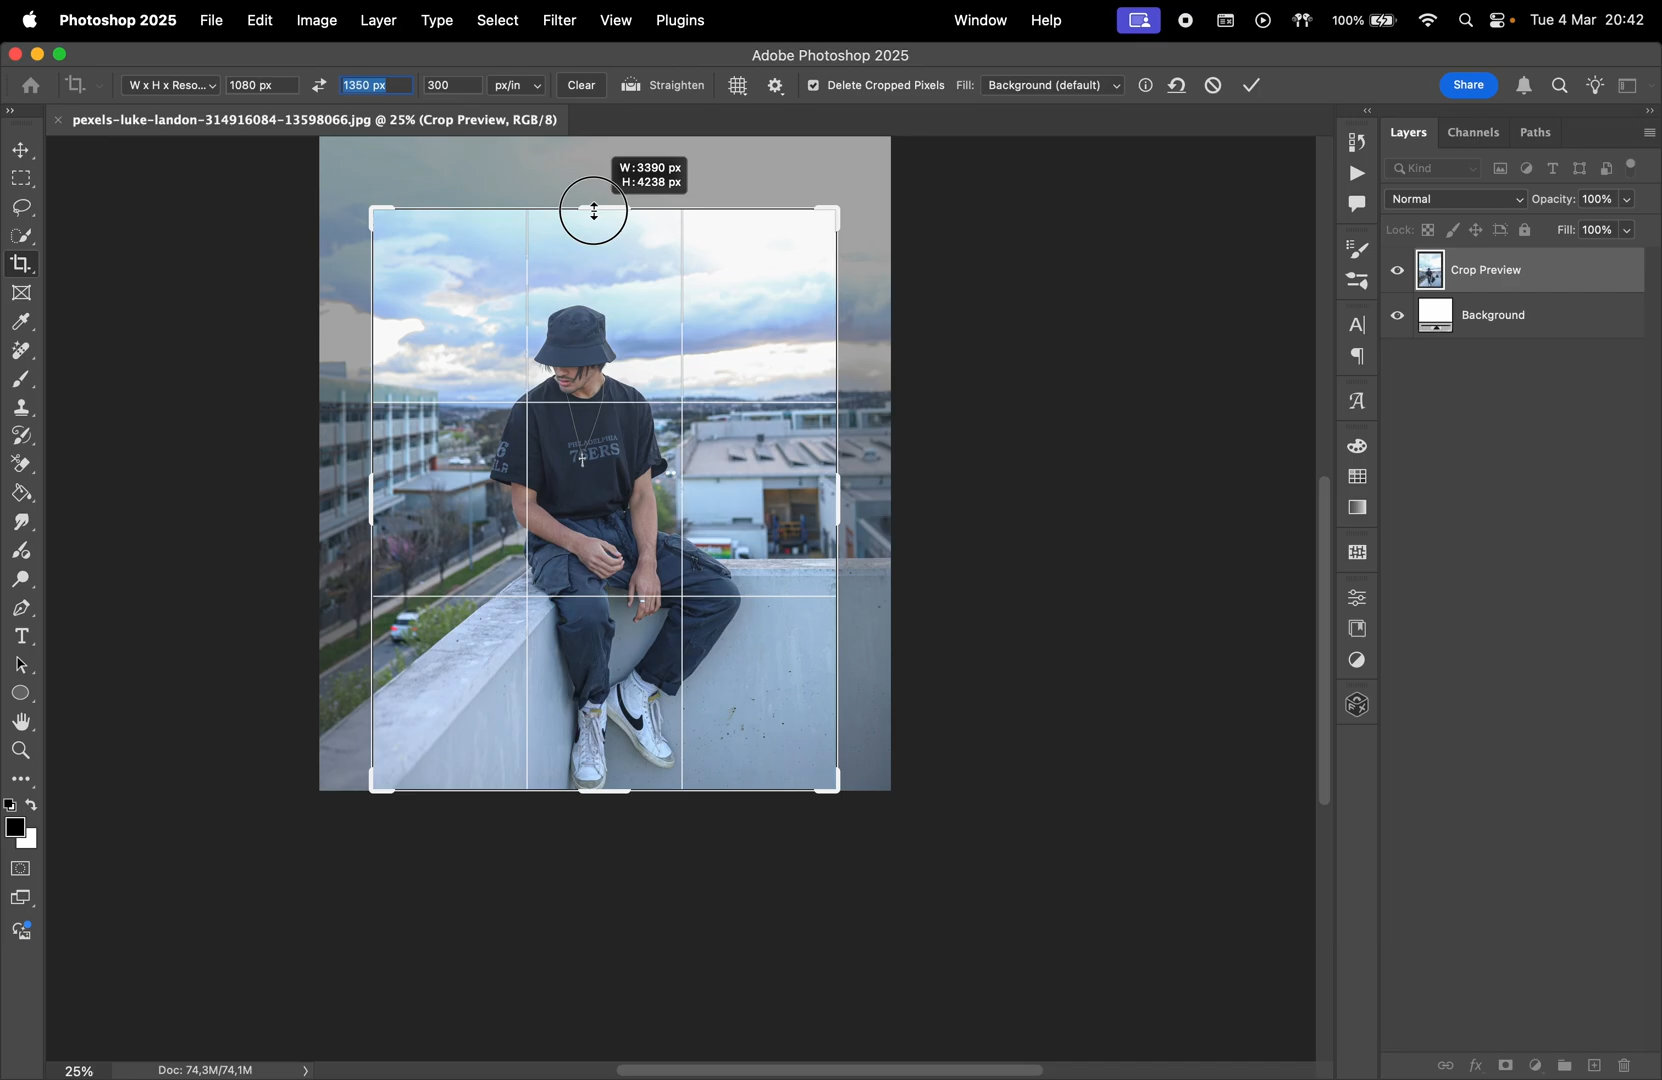 Photoshop 2025 File Edit Image Layer Type Select Filter View Plugins Window Help 100% Tue 4 Mar 20:42
Adobe Photoshop 2025
W x H x Reso... 1080 px 1350 px 300 px/in Clear Straighten Delete Cropped Pixels Fill: Background (default) Share
pexels-luke-landon-314916084-13598066.jpg @ 25% (Crop Preview, RGB/8)
Layers Channels Paths
Kind
Normal Opacity: 100%
Lock: Fill: 100%
Crop Preview
Background
W: 3390 px
H: 4238 px
PHILADELPHIA
76ERS
25% Doc: 74,3M/74,1M